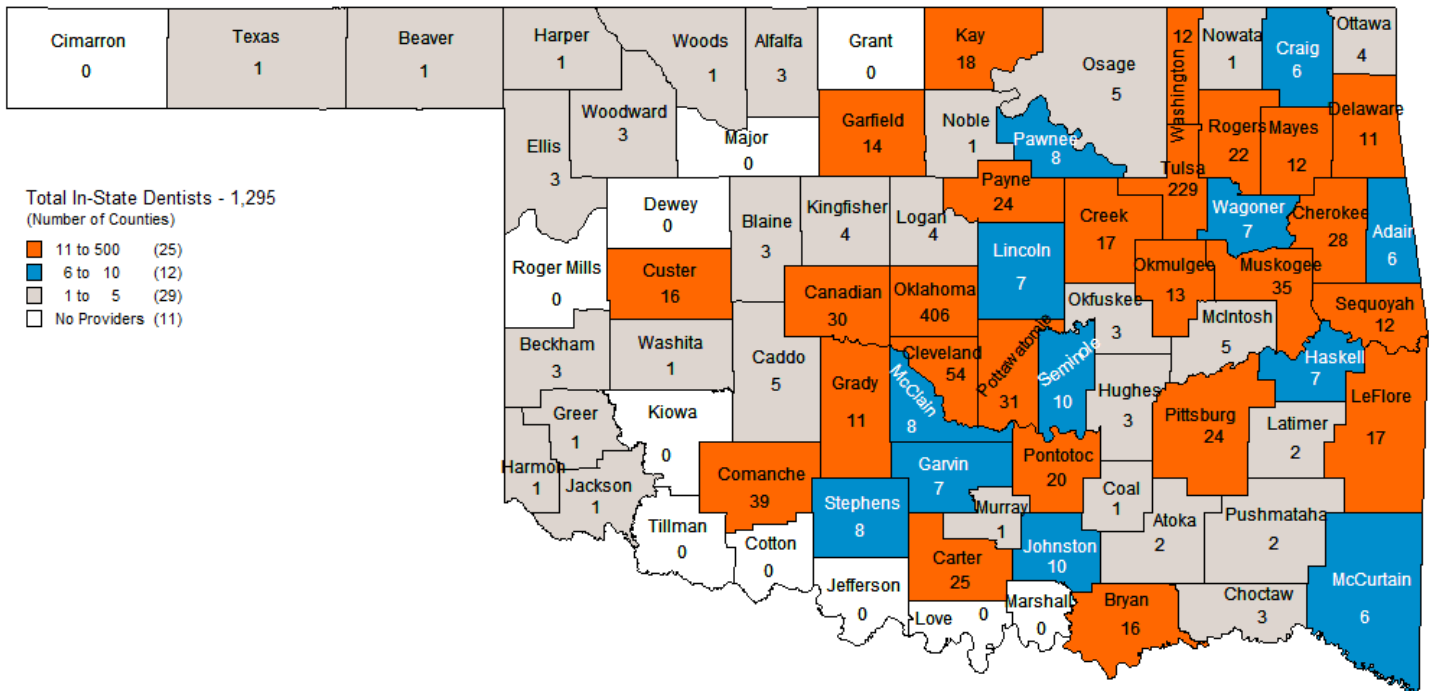 Cimarron
0
Texas
1
Beaver
1
Harper
1
Woods
1
Alfalfa
3
Grant
0
Kay
18
Osage
5
Washington
12
Nowata
1
Craig
6
Ottawa
4
Ellis
3
Woodward
3
Major
0
Garfield
14
Noble
1
Pawnee
8
Rogers
22
Mayes
12
Delaware
11
Total In-State Dentists - 1,295
(Number of Counties)
11 to 500 (25)
6 to 10 (12)
1 to 5 (29)
No Providers (11)
Dewey
0
Blaine
3
Kingfisher
4
Logan
4
Payne
24
Tulsa
229
Creek
17
Wagoner
7
Cherokee
28
Adair
6
Roger Mills
0
Custer
16
Canadian
30
Oklahoma
406
Lincoln
7
Okmulgee
13
Muskogee
35
Sequoyah
12
Okfuskee
3
McIntosh
5
Beckham
3
Washita
1
Caddo
5
Grady
11
Cleveland
54
McClain
8
Pottawatomie
31
Seminole
10
Hughes
3
Haskell
7
Pittsburg
24
LeFlore
17
Latimer
2
Greer
1
Kiowa
0
Harmon
1
Jackson
1
Comanche
39
Garvin
7
Pontotoc
20
Coal
1
Stephens
8
Murray
1
Atoka
2
Pushmataha
2
Tillman
0
Cotton
0
Carter
25
Johnston
10
McCurtain
6
Jefferson
0
Love
0
Marshall
0
Bryan
16
Choctaw
3